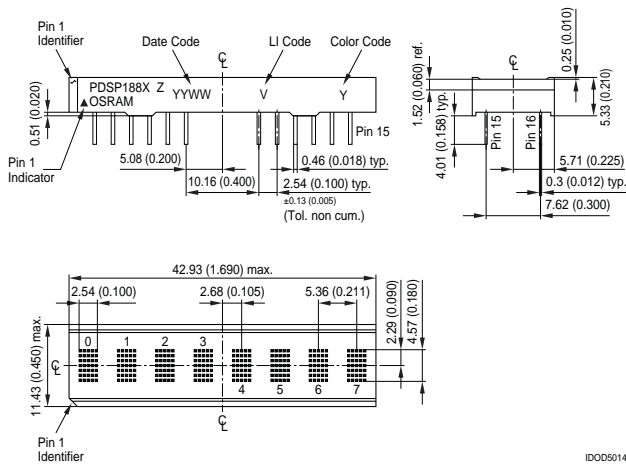 Pin 1
Identifier
Date Code
℄
LI Code
Color Code
PDSP188X Z
OSRAM
YYWW
V
Y
0.51 (0.020)
Pin 1
Indicator
Pin 15
5.08 (0.200)
0.46 (0.018) typ.
10.16 (0.400)
2.54 (0.100) typ.
±0.13 (0.005)
(Tol. non cum.)
℄
0.25 (0.010)
1.52 (0.060) ref.
5.33 (0.210)
4.01 (0.158) typ.
Pin 15
Pin 16
5.71 (0.225)
0.3 (0.012) typ.
7.62 (0.300)
42.93 (1.690) max.
2.54 (0.100)
2.68 (0.105)
5.36 (0.211)
2.29 (0.090)
4.57 (0.180)
11.43 (0.450) max.
0 1 2 3
℄
℄
4 5 6 7
℄
Pin 1
Identifier
IDOD5014